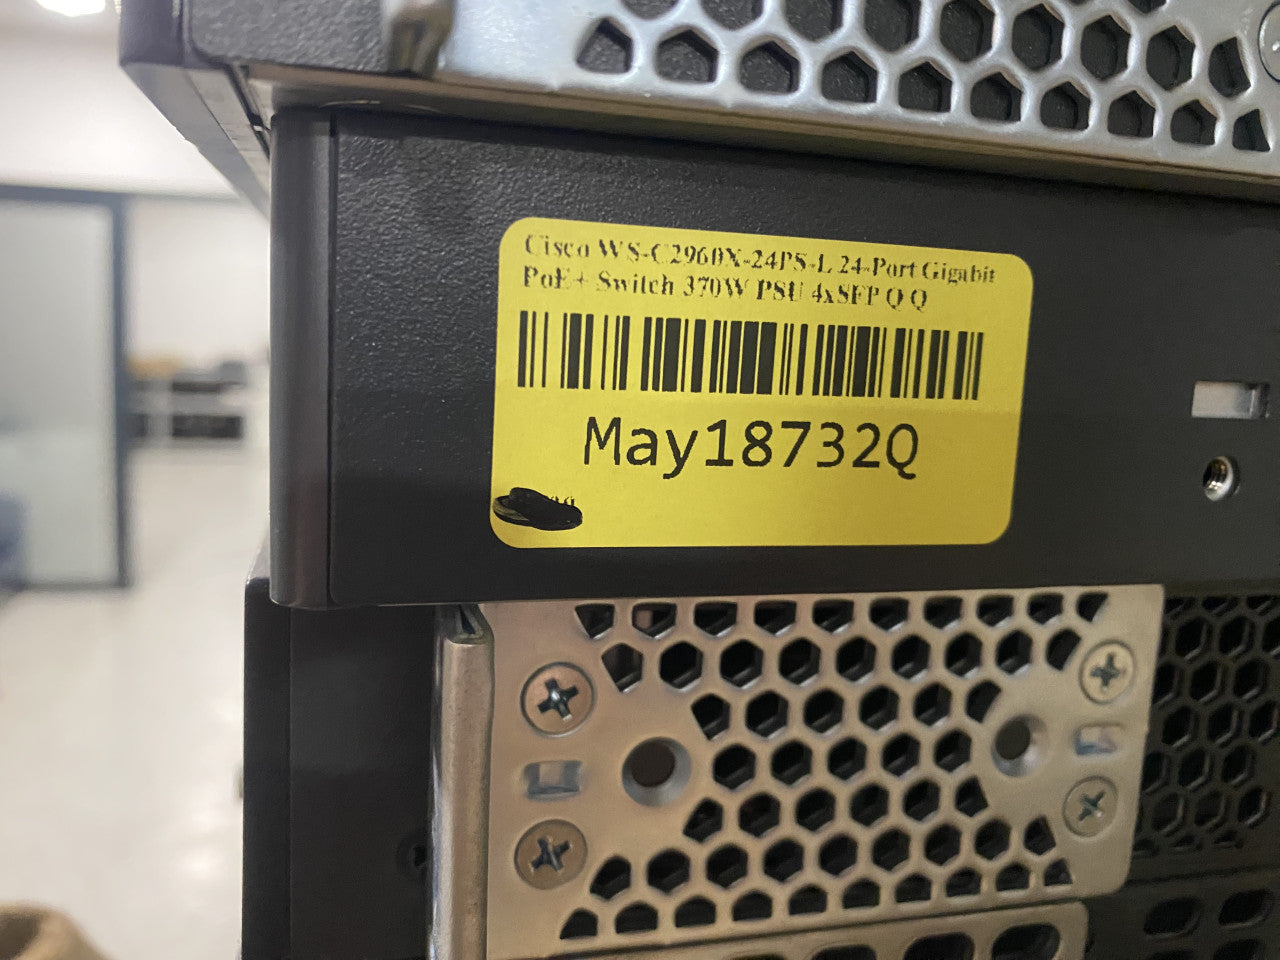 Cisco WS-C2960X-24PS-L 24-Port Gigabit
PoE+ Switch 370W PSU 4xSFP Q Q
May18732Q